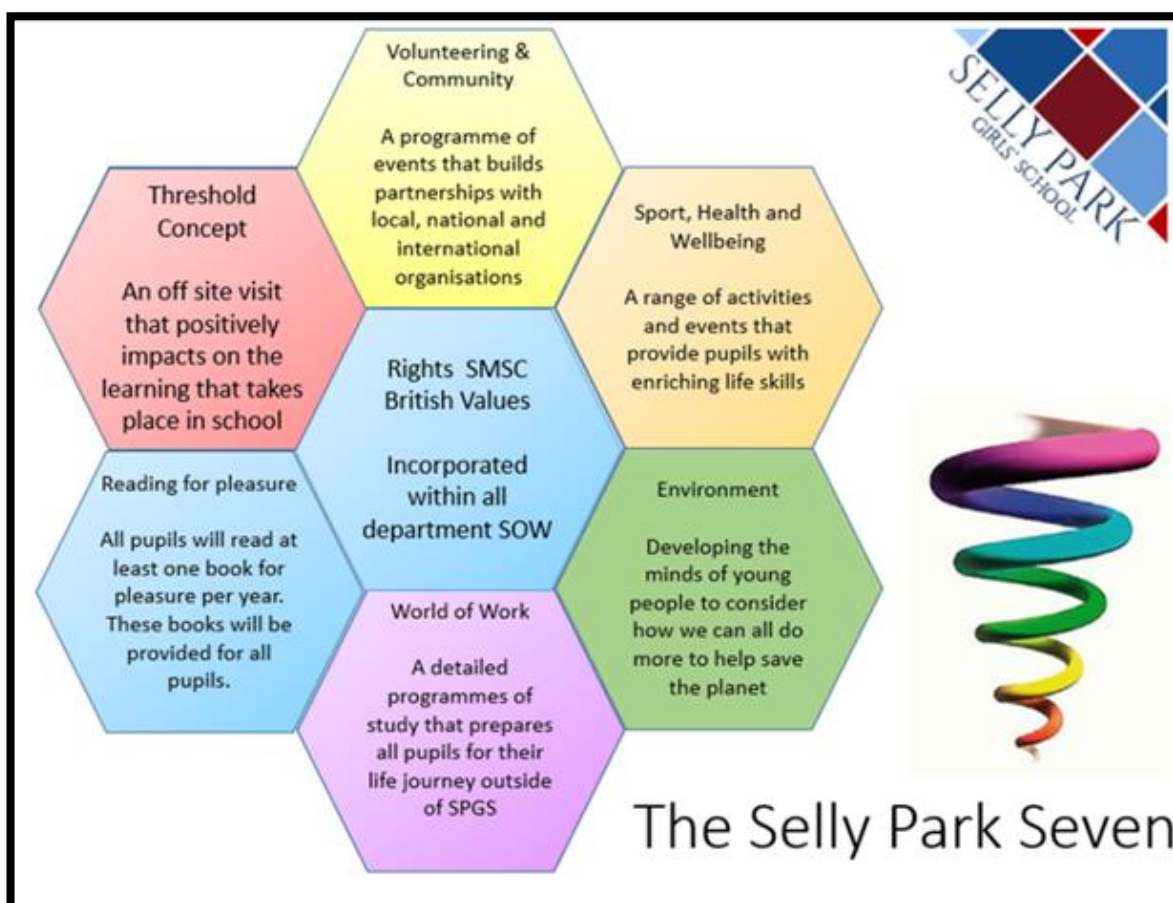 Volunteering &
Community
A programme of
events that builds
partnerships with
local, national and
international
organisations
Threshold
Concept
An off site visit
that positively
impacts on the
learning that takes
place in school
Sport, Health and
Wellbeing
A range of activities
and events that
provide pupils with
enriching life skills
Rights SMSC
British Values
Incorporated
within all
department SOW
Reading for pleasure
All pupils will read at
least one book for
pleasure per year.
These books will be
provided for all
pupils.
Environment
Developing the
minds of young
people to consider
how we can all do
more to help save
the planet
World of Work
A detailed
programmes of
study that prepares
all pupils for their
life journey outside
of SPGS
SELLY PARK
GIRLS' SCHOOL
The Selly Park Seven